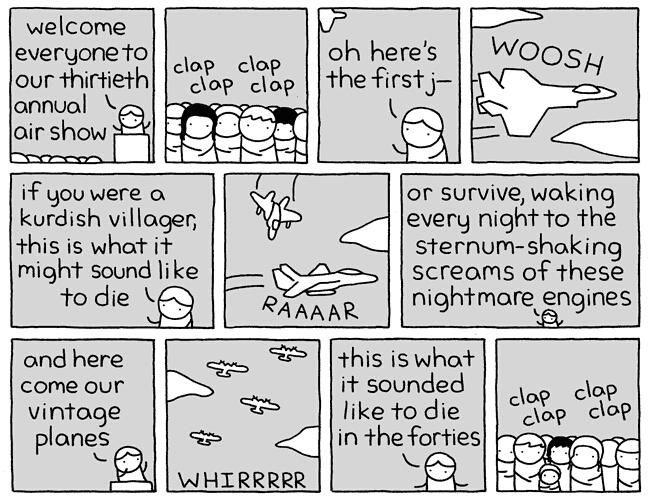 welcome
everyone to
our thirtieth
annual
air show
clap clap
clap clap
oh here's
the first j—
WOOSH
if you were a
kurdish villager,
this is what it
might sound like
to die
RAAAAR
or survive, waking
every night to the
sternum-shaking
screams of these
nightmare engines
and here
come our
vintage
planes
WHIRRRRR
this is what
it sounded
like to die
in the forties
clap clap
clap clap